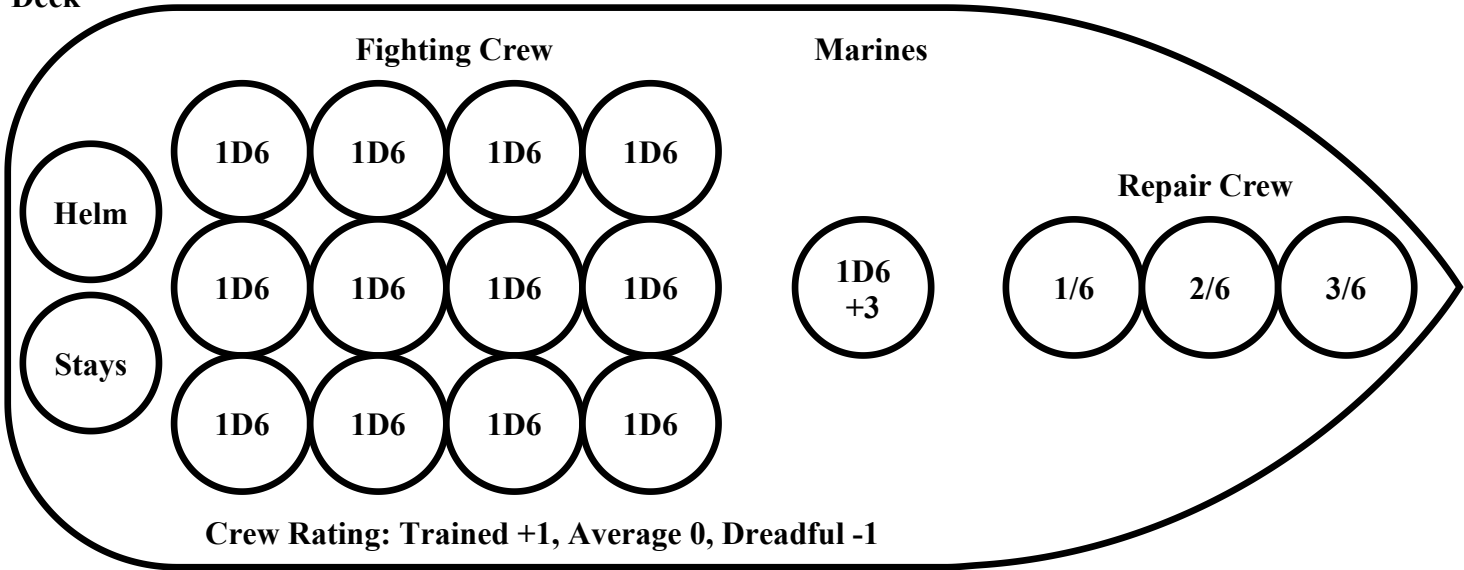 Deck
Fighting Crew
Marines
1D6 1D6 1D6 1D6
Helm
Repair Crew
1D6 1D6 1D6 1D6
1D6
+3
1/6 2/6 3/6
Stays
1D6 1D6 1D6 1D6
Crew Rating: Trained +1, Average 0, Dreadful -1